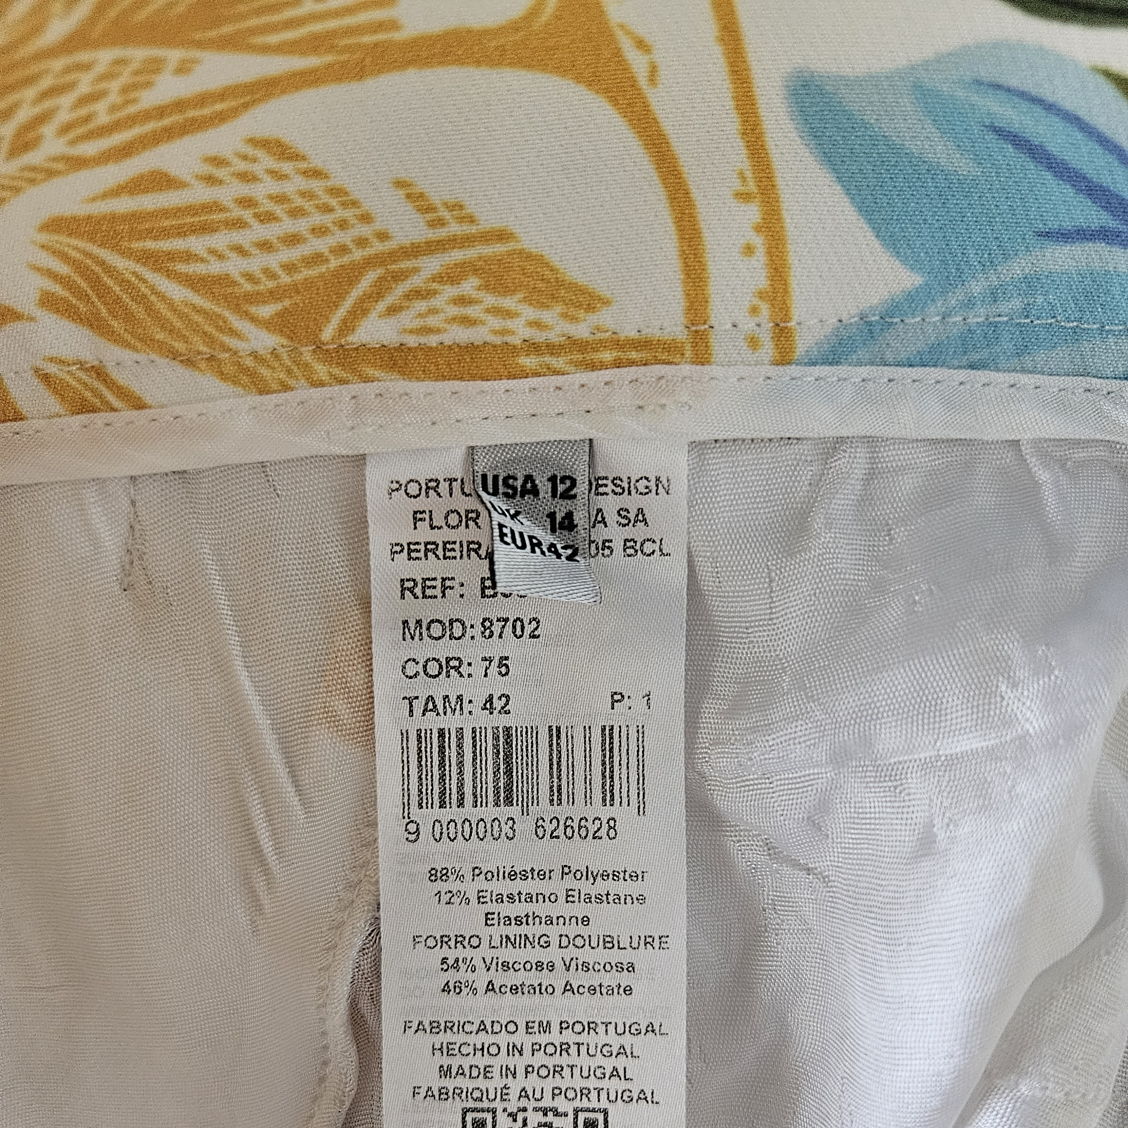 USA 12
UK 14
EUR42
ESIGN
FLOR A SA
PEREIRA 05 BCL
REF:
MOD: 8702
COR: 75
TAM: 42 P: 1
9 000003 626628
88% Poliéster Polyester
12% Elastano Elastane
Elasthanne
FORRO LINING DOUBLURE
54% Viscose Viscosa
46% Acetato Acetate
FABRICADO EM PORTUGAL
HECHO IN PORTUGAL
MADE IN PORTUGAL
FABRIQUÉ AU PORTUGAL